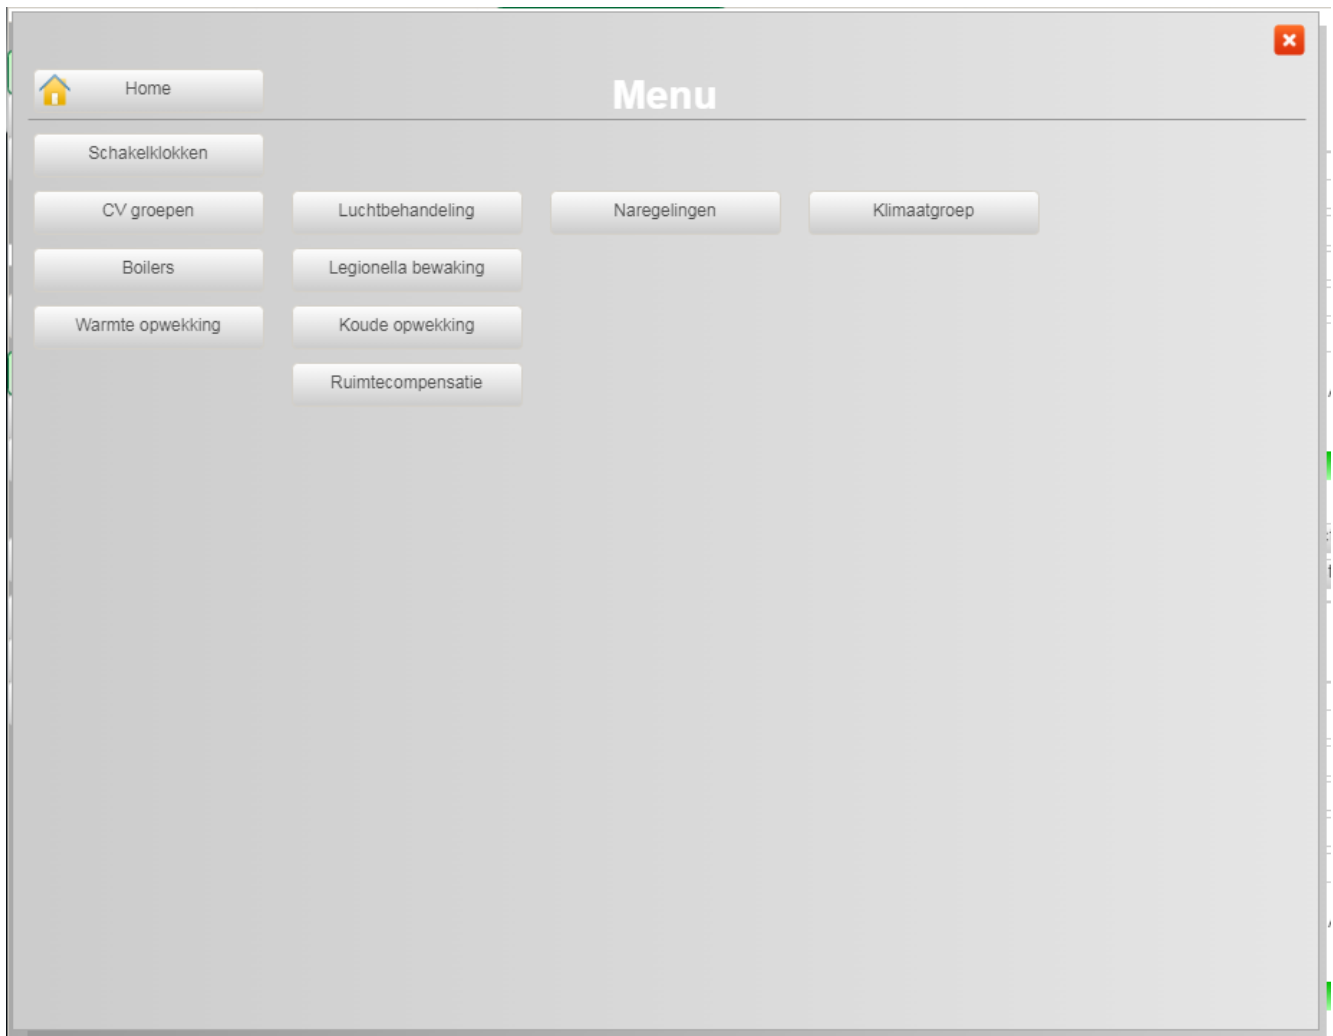 Home
Menu
Schakelklokken
CV groepen
Luchtbehandeling
Naregelingen
Klimaatgroep
Boilers
Legionella bewaking
Warmte opwekking
Koude opwekking
Ruimtecompensatie